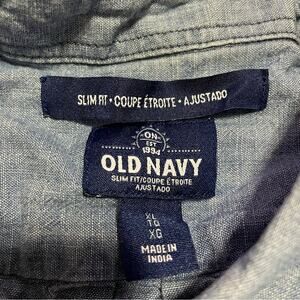 SLIM FIT • COUPE ÉTROITE • AJUSTADO
ON
EST
1994
OLD NAVY
SLIM FIT/COUPE ÉTROITE
AJUSTADO
XL
TG
XG
MADE IN
INDIA